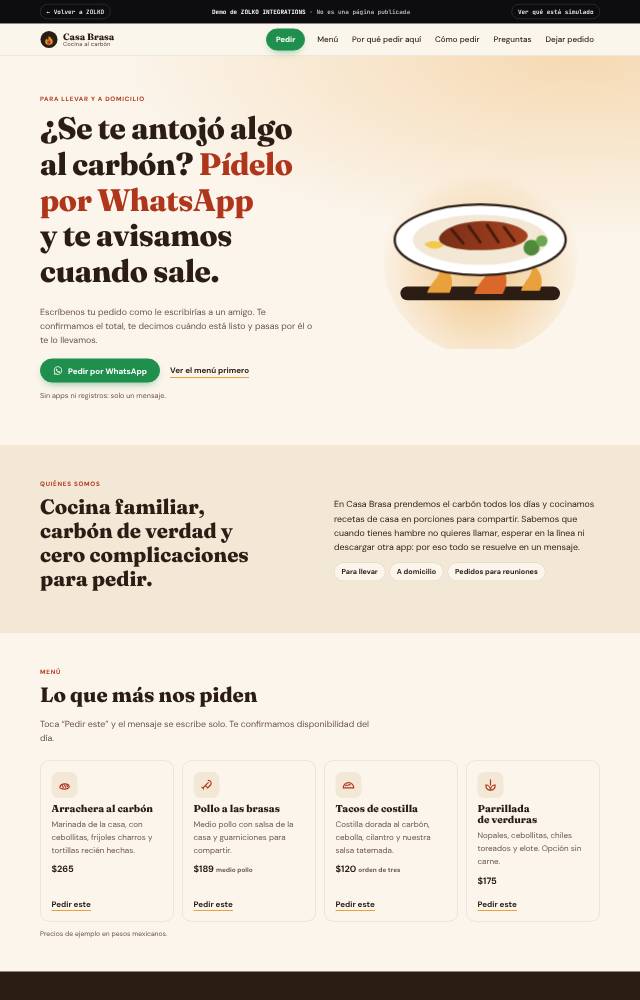 ← Volver a ZOLKO
Demo de ZOLKO INTEGRATIONS · No es una página publicada
Ver qué está simulado
Casa Brasa
Cocina al carbón
Pedir
Menú
Por qué pedir aquí
Cómo pedir
Preguntas
Dejar pedido
PARA LLEVAR Y A DOMICILIO
¿Se te antojó algo
al carbón? Pídelo
por WhatsApp
y te avisamos
cuando sale.
Escríbenos tu pedido como le escribirías a un amigo. Te
confirmamos el total, te decimos cuándo está listo y pasas por él o
te lo llevamos.
Pedir por WhatsApp
Ver el menú primero
Sin apps ni registros: solo un mensaje.
QUIÉNES SOMOS
Cocina familiar,
carbón de verdad y
cero complicaciones
para pedir.
En Casa Brasa prendemos el carbón todos los días y cocinamos
recetas de casa en porciones para compartir. Sabemos que
cuando tienes hambre no quieres llamar, esperar en la línea ni
descargar otra app: por eso todo se resuelve en un mensaje.
Para llevar
A domicilio
Pedidos para reuniones
MENÚ
Lo que más nos piden
Toca “Pedir este” y el mensaje se escribe solo. Te confirmamos disponibilidad del
día.
Arrachera al carbón
Marinada de la casa, con
cebollitas, frijoles charros y
tortillas recién hechas.
$265
Pedir este
Pollo a las brasas
Medio pollo con salsa de la
casa y guarniciones para
compartir.
$189 medio pollo
Pedir este
Tacos de costilla
Costilla dorada al carbón,
cebolla, cilantro y nuestra
salsa tatemada.
$120 orden de tres
Pedir este
Parrillada
de verduras
Nopales, cebollitas, chiles
toreados y elote. Opción sin
carne.
$175
Pedir este
Precios de ejemplo en pesos mexicanos.